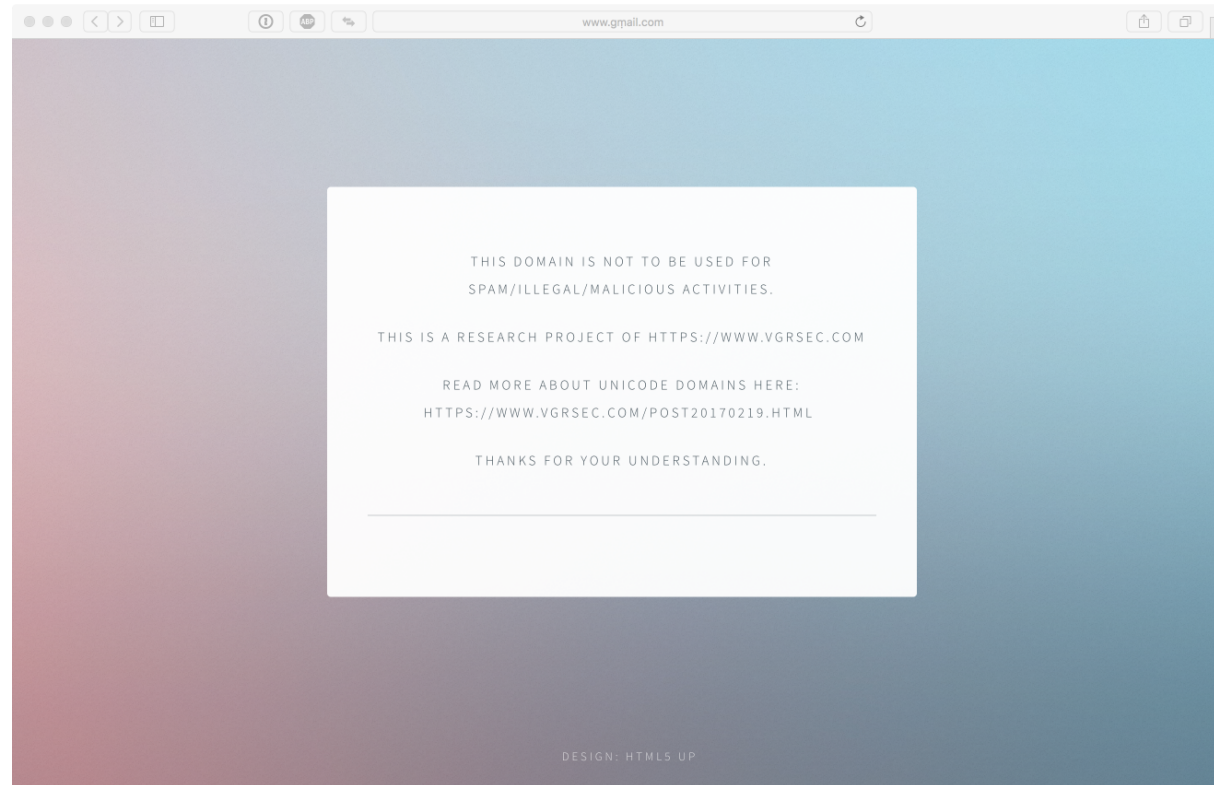 ABP
www.gṃail.com
THIS DOMAIN IS NOT TO BE USED FOR
SPAM/ILLEGAL/MALICIOUS ACTIVITIES.
THIS IS A RESEARCH PROJECT OF HTTPS://WWW.VGRSEC.COM
READ MORE ABOUT UNICODE DOMAINS HERE:
HTTPS://WWW.VGRSEC.COM/POST20170219.HTML
THANKS FOR YOUR UNDERSTANDING.
DESIGN: HTML5 UP